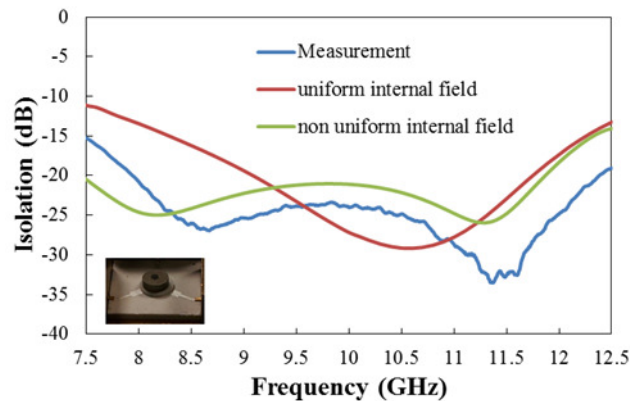 0
-5
-10
-15
-20
-25
-30
-35
-40
Isolation (dB)
Measurement
uniform internal field
non uniform internal field
7.5 8 8.5 9 9.5 10 10.5 11 11.5 12 12.5
Frequency (GHz)